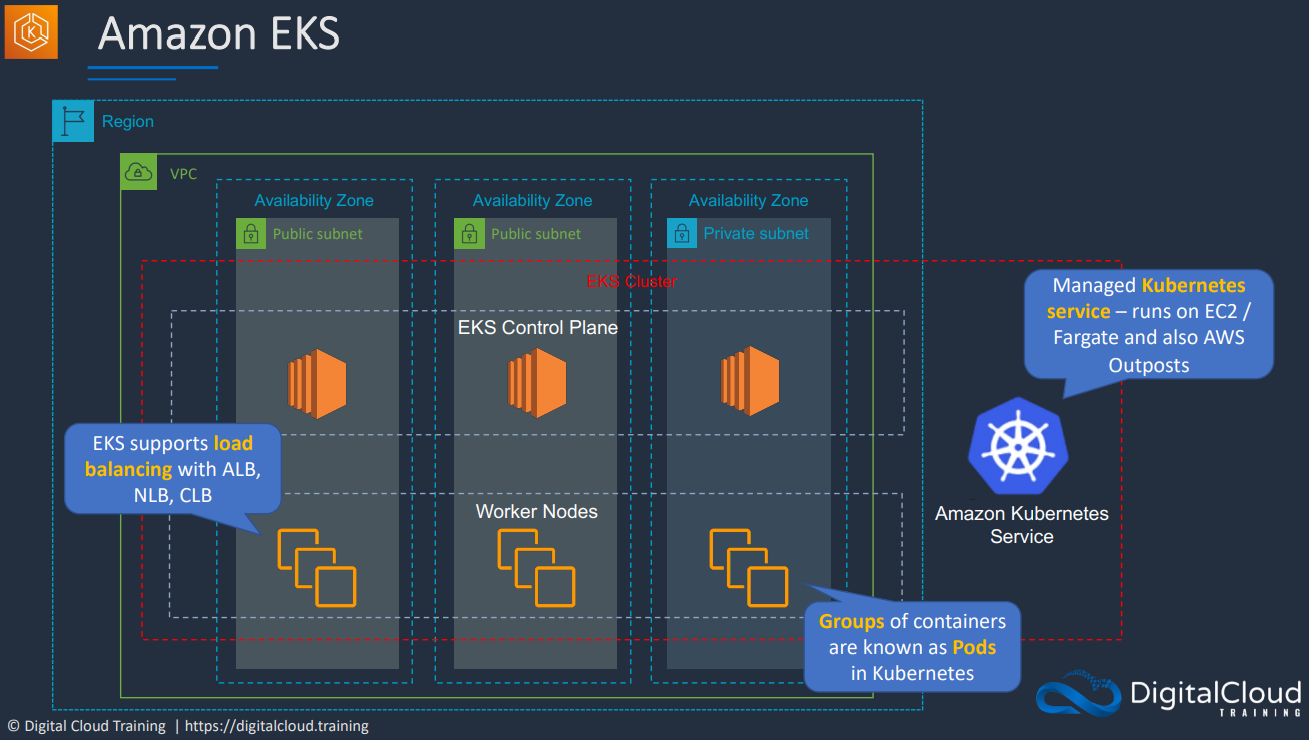 Amazon EKS
Region
VPC
Availability Zone
Availability Zone
Availability Zone
Public subnet
Public subnet
Private subnet
EKS Cluster
Managed Kubernetes
service – runs on EC2 /
Fargate and also AWS
Outposts
EKS Control Plane
EKS supports load
balancing with ALB,
NLB, CLB
Worker Nodes
Amazon Kubernetes
Service
Groups of containers
are known as Pods
in Kubernetes
DigitalCloud
TRAINING
© Digital Cloud Training | https://digitalcloud.training